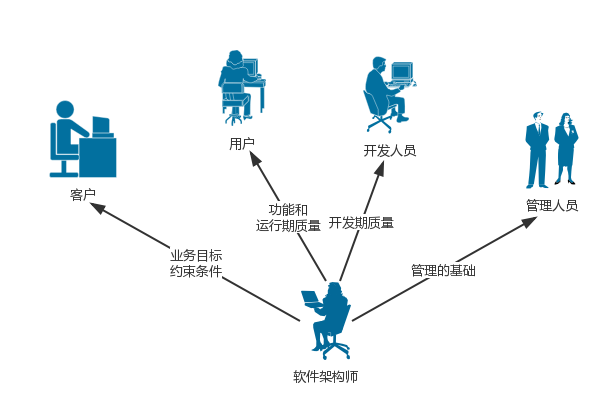 用户
开发人员
客户
管理人员
功能和
运行期质量
开发期质量
业务目标
约束条件
管理的基础
软件架构师